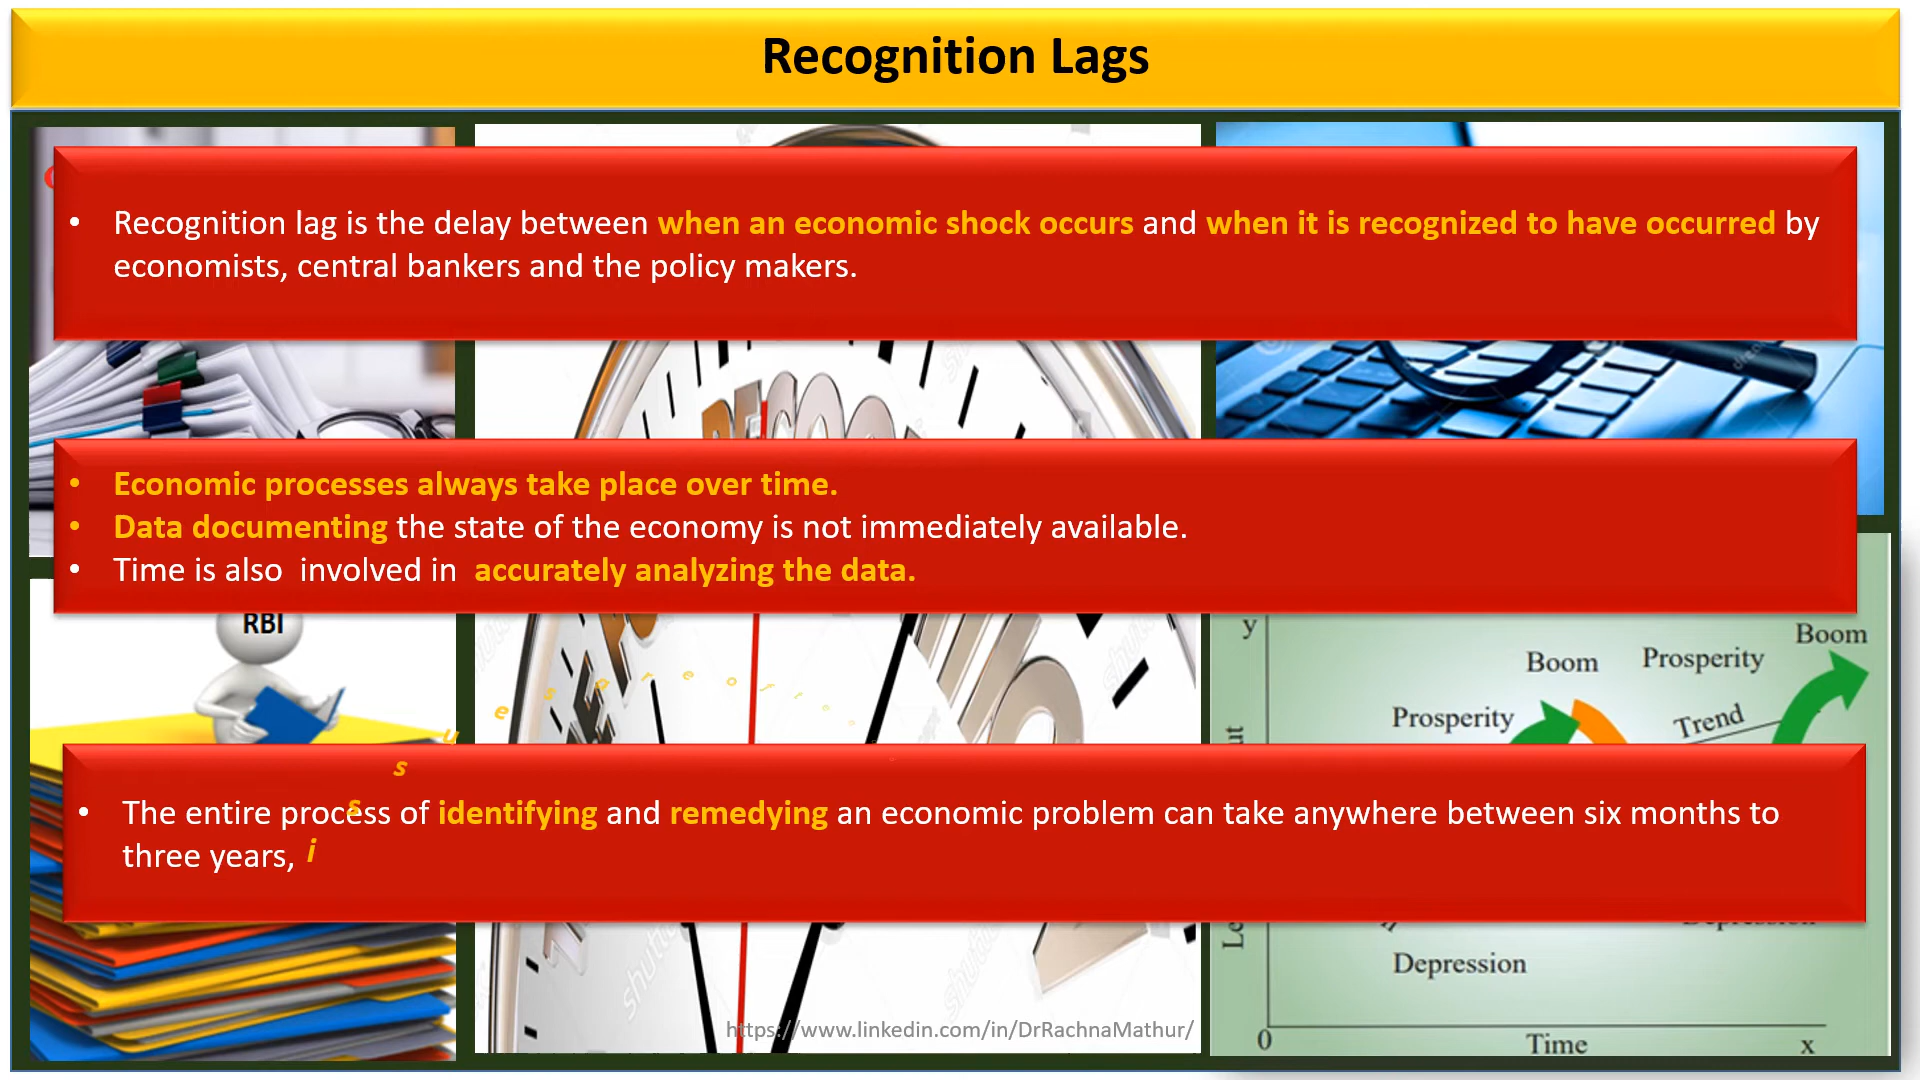 Recognition Lags
• Recognition lag is the delay between when an economic shock occurs and when it is recognized to have occurred by
economists, central bankers and the policy makers.
• Economic processes always take place over time.
• Data documenting the state of the economy is not immediately available.
• Time is also  involved in  accurately analyzing the data.
RBI
y
Boom
Boom
Prosperity
Prosperity
Trend
• The entire process of identifying and remedying an economic problem can take anywhere between six months to
three years, i
Depression
https://www.linkedin.com/in/DrRachnaMathur/
0
Time
x